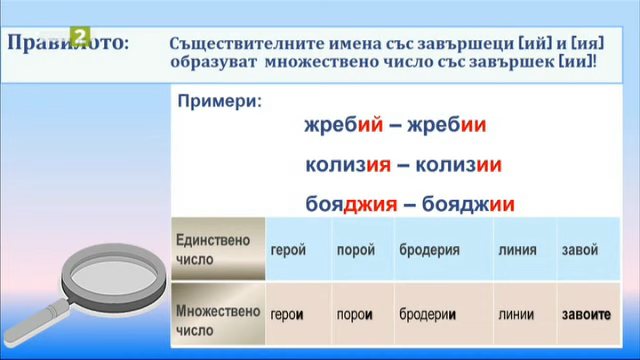 2
Правилото:
Съществителните имена със завършеци [ий] и [ия]
образуват множествено число със завършек [ии]!
Примери:
жребий – жребии
колизия – колизии
бояджия – бояджии
Единствено число герой порой бродерия линия завой
Множествено число герои порои бродерии линии завоите